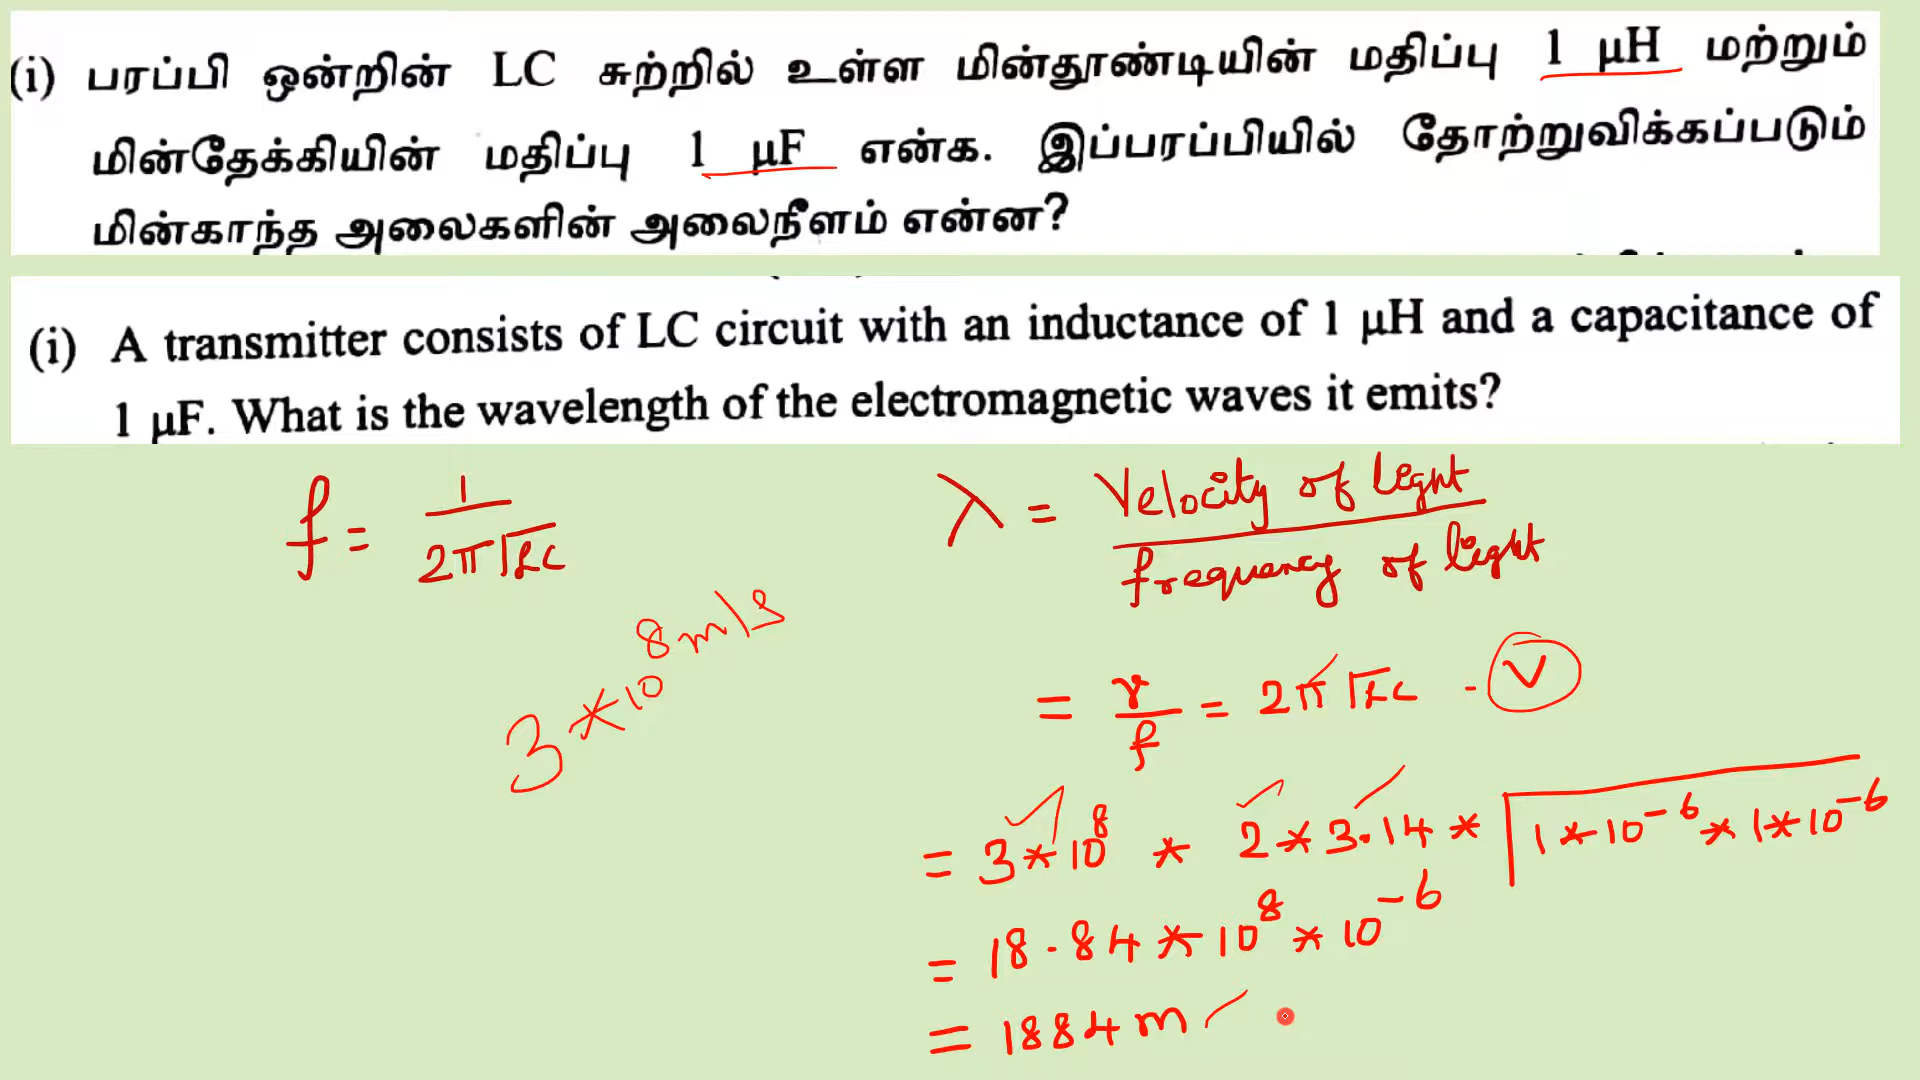 (i) பரப்பி ஒன்றின் LC சுற்றில் உள்ள மின்தூண்டியின் மதிப்பு 1 μH மற்றும்
மின்தேக்கியின் மதிப்பு 1 μF என்க. இப்பரப்பியில் தோற்றுவிக்கப்படும்
மின்காந்த அலைகளின் அலைநீளம் என்ன?
(i) A transmitter consists of LC circuit with an inductance of 1 μH and a capacitance of
1 μF. What is the wavelength of the electromagnetic waves it emits?
f = 1 / 2π√LC
3 * 10^8 m/s
λ = Velocity of light / frequency of light
= v / f = 2π√LC . V
= 3 * 10^8 * 2 * 3.14 * √1 * 10^-6 * 1 * 10^-6
= 18.84 * 10^8 * 10^-6
= 1884 m